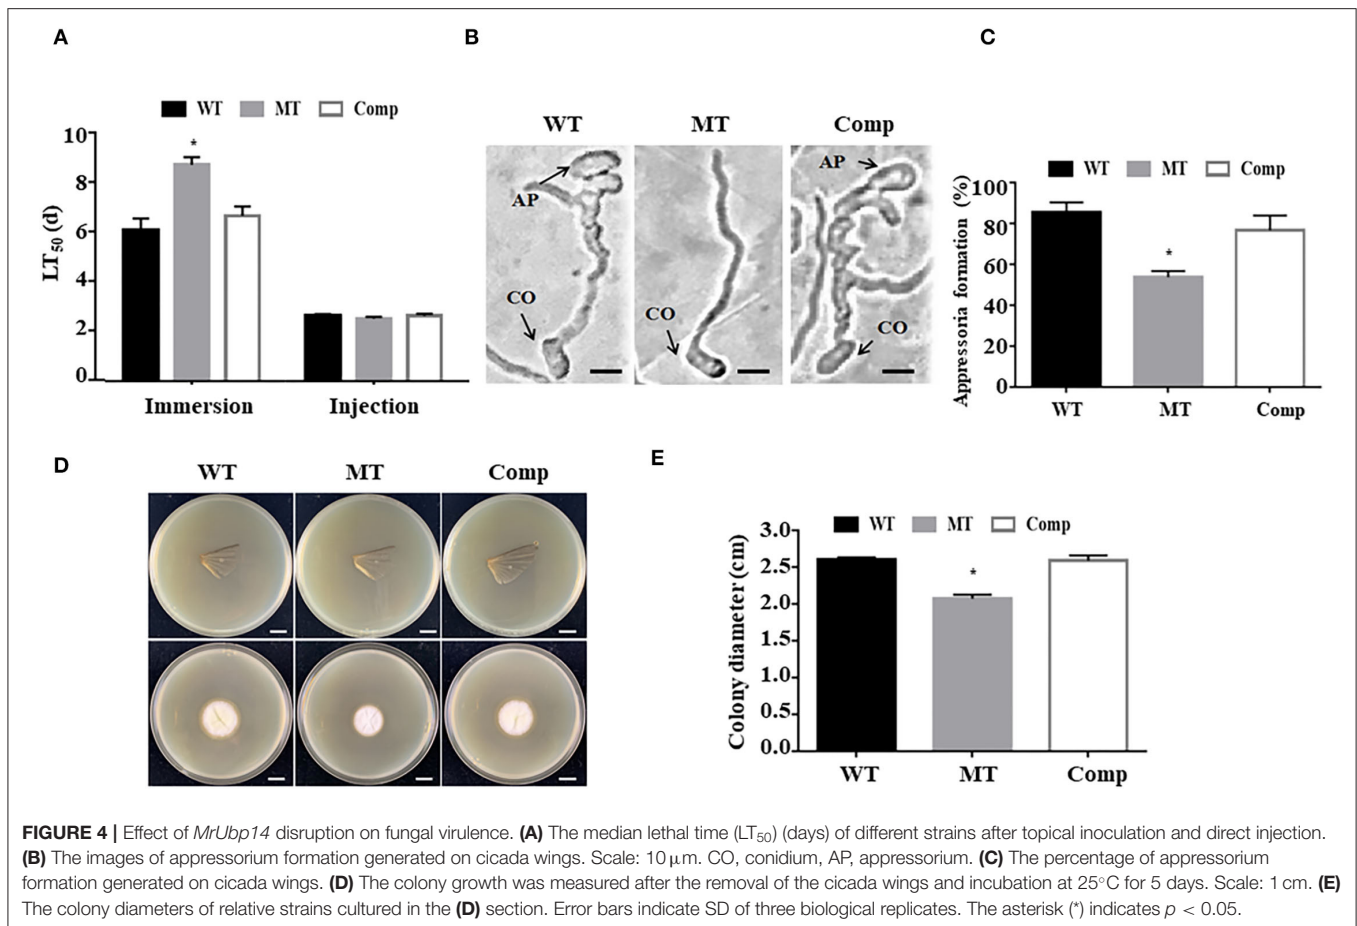 A
WT MT Comp
10
8
6
4
2
0
LT50 (d)
*
Immersion Injection
B
WT MT Comp
AP
CO
CO
AP
CO
C
WT MT Comp
100
80
60
40
20
0
Appressoria formation (%)
*
WT MT Comp
D
WT MT Comp
E
WT MT Comp
3.0
2.5
2.0
1.5
1.0
0.5
0.0
Colony diameter (cm)
*
WT MT Comp
FIGURE 4 | Effect of MrUbp14 disruption on fungal virulence. (A) The median lethal time (LT50) (days) of different strains after topical inoculation and direct injection.
(B) The images of appressorium formation generated on cicada wings. Scale: 10 μm. CO, conidium, AP, appressorium. (C) The percentage of appressorium
formation generated on cicada wings. (D) The colony growth was measured after the removal of the cicada wings and incubation at 25°C for 5 days. Scale: 1 cm. (E)
The colony diameters of relative strains cultured in the (D) section. Error bars indicate SD of three biological replicates. The asterisk (*) indicates p < 0.05.